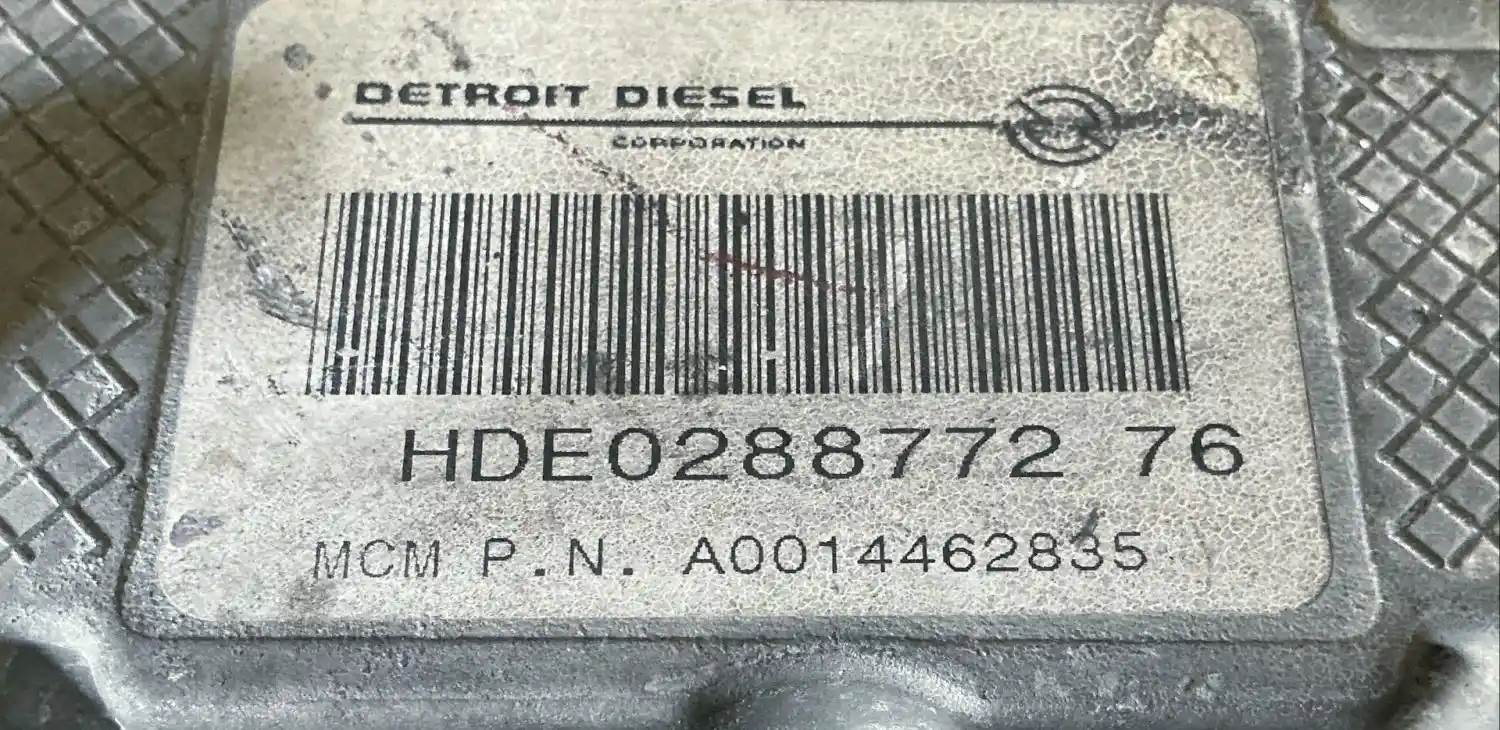 DETROIT DIESEL
CORPORATION
HDE0288772 76
MCM P.N. A0014462835